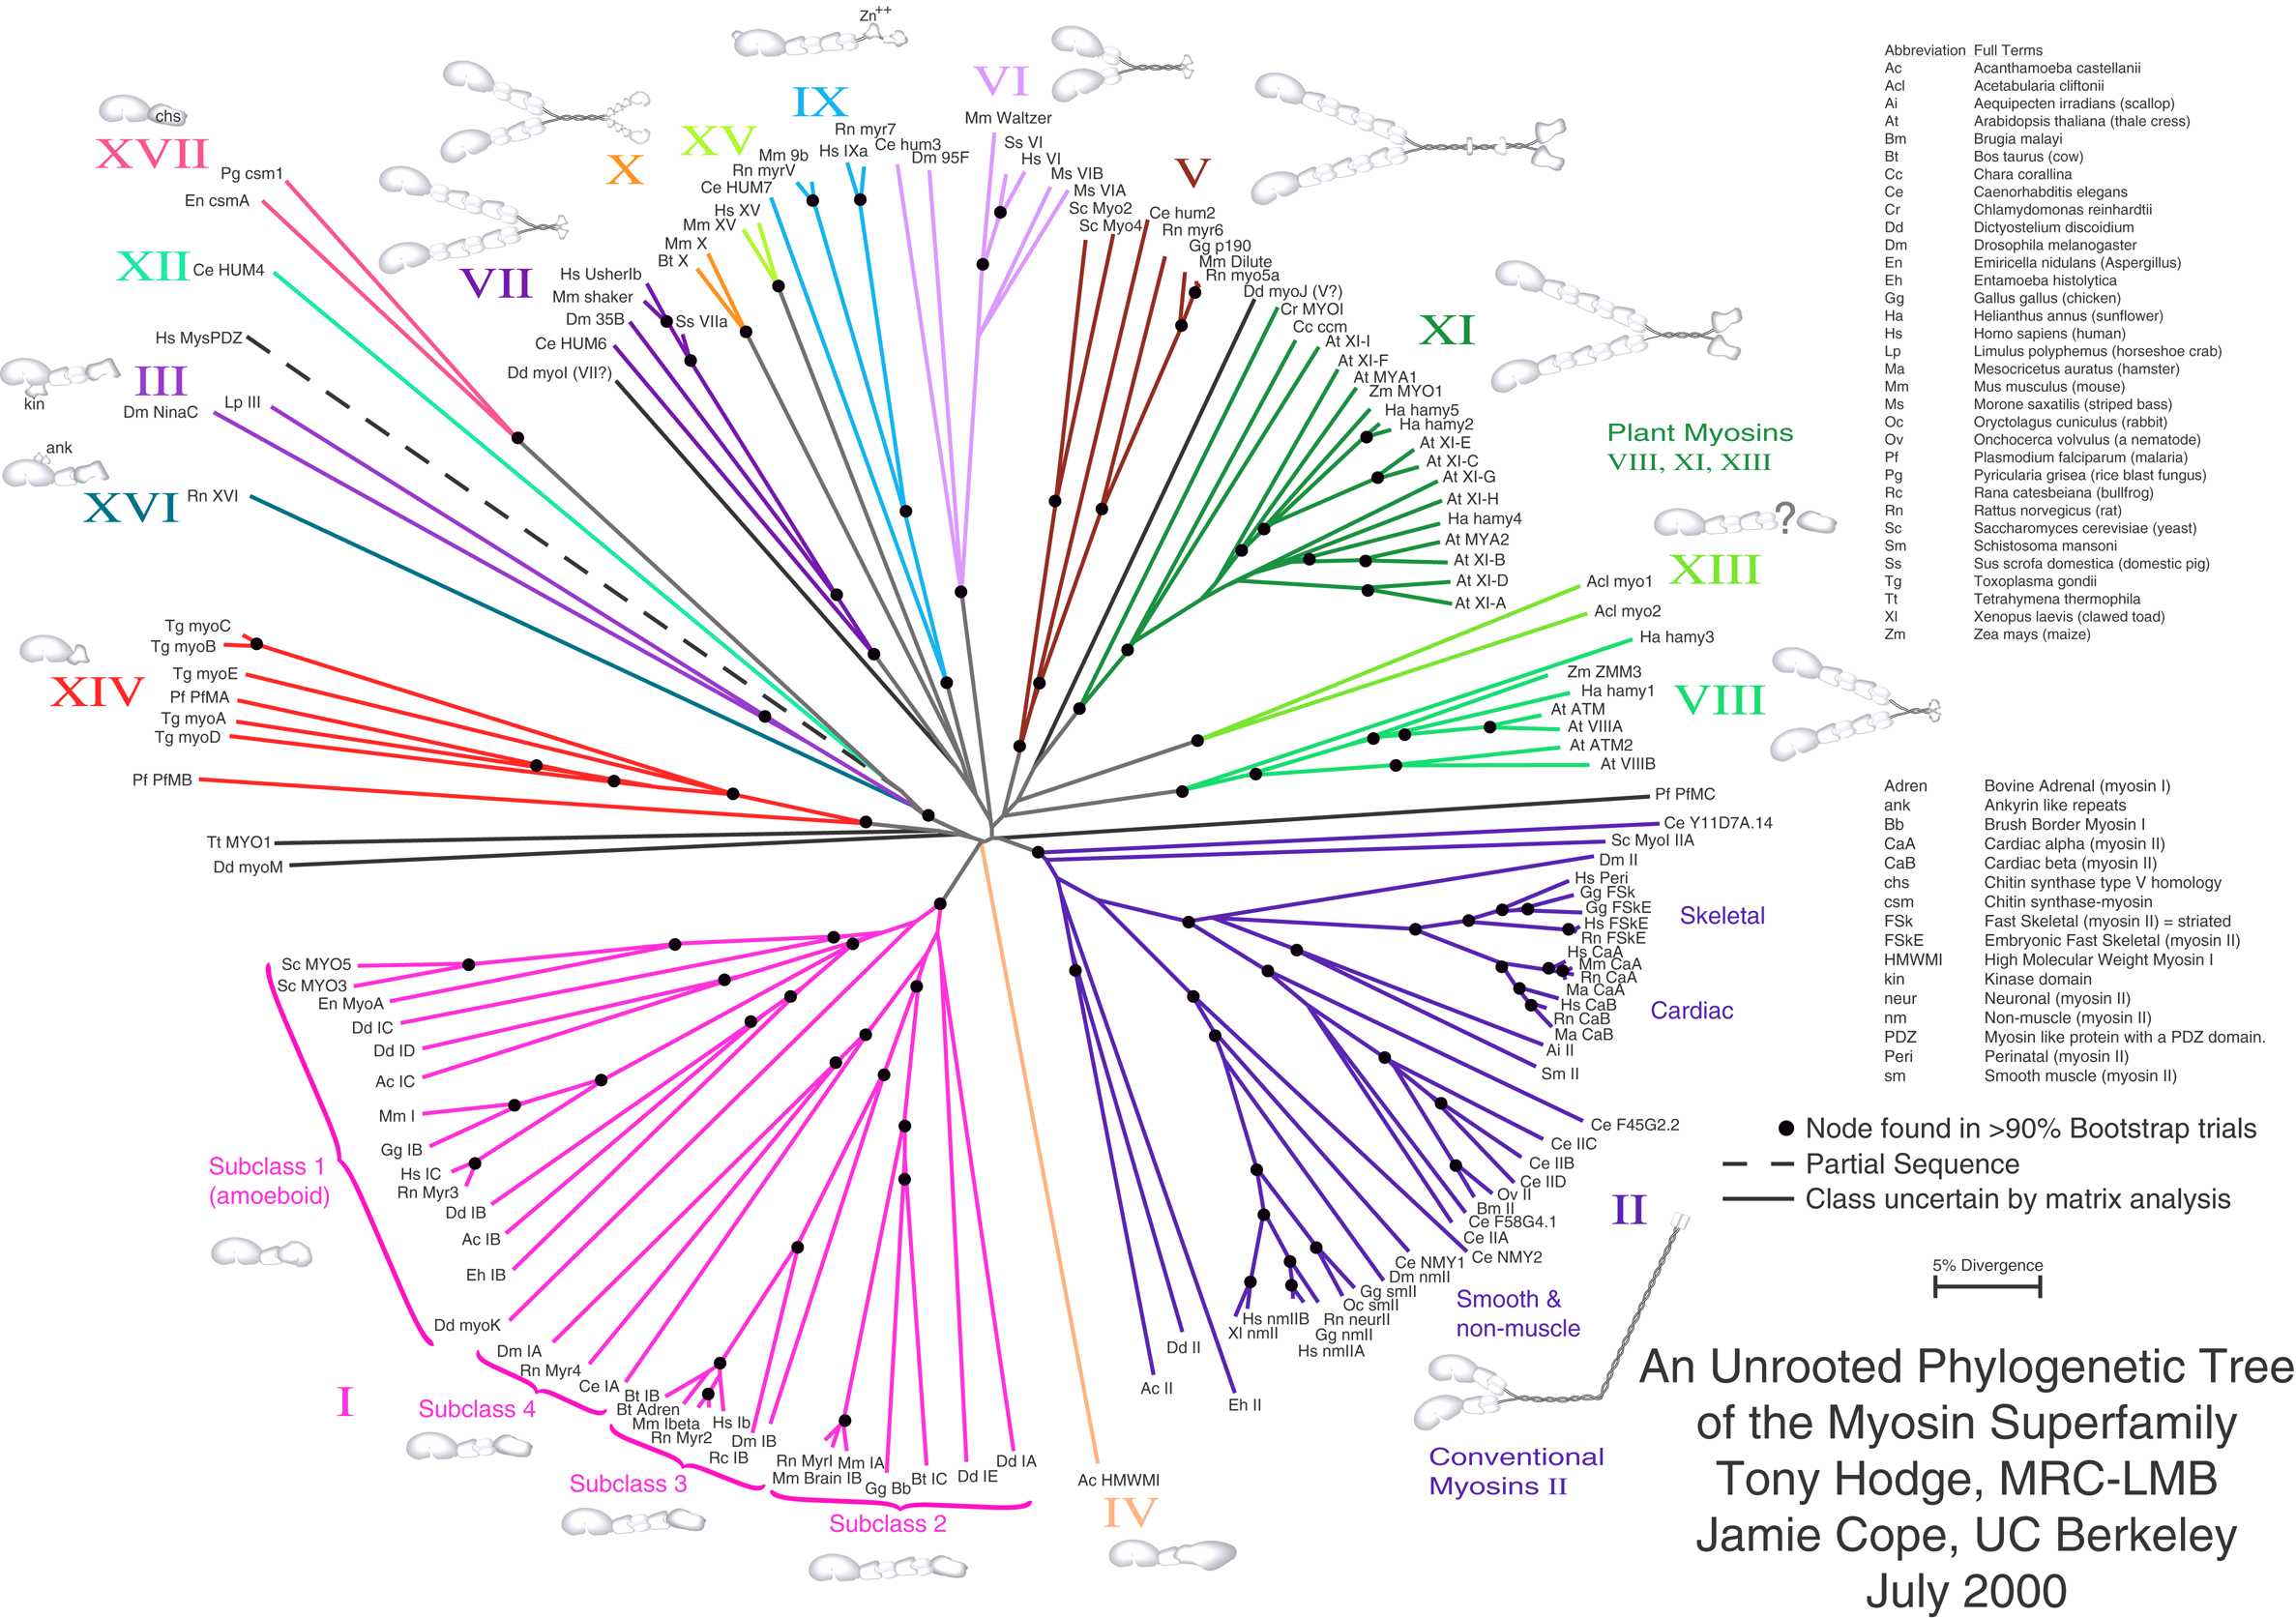 Zn++
chs
XVII
Pg csm1
En csmA
XII
Ce HUM4
Hs MysPDZ
kin
III
Dm NinaC
Lp III
ank
XVI
Rn XVI
X
Mm X
Bt X
VII
Hs UsherIb
Mm shaker
Ss VIIa
Dm 35B
Ce HUM6
Dd myoI (VII?)
XV
Hs XV
Mm XV
IX
Rn myr7
Hs IXa
Mm 9b
Rn myrV
Ce HUM7
VI
Ce hum3
Dm 95F
Mm Waltzer
Ss VI
Hs VI
Ms VIB
Ms VIA
V
Sc Myo2
Sc Myo4
Ce hum2
Rn myr6
Gg p190
Mm Dilute
Rn myo5a
Dd myoJ (V?)
XI
Cr MYOI
Cc ccm
At XI-I
At XI-F
At MYA1
Zm MYO1
Ha hamy5
Ha hamy2
At XI-E
At XI-C
At XI-G
At XI-H
Ha hamy4
At MYA2
At XI-B
At XI-D
At XI-A
Plant Myosins
VIII, XI, XIII
?
XIII
Acl myo1
Acl myo2
VIII
Ha hamy3
Zm ZMM3
Ha hamy1
At ATM
At VIIIA
At ATM2
At VIIIB
Pf PfMC
XIV
Tg myoC
Tg myoB
Tg myoE
Pf PfMA
Tg myoA
Tg myoD
Pf PfMB
Tt MYO1
Dd myoM
Ce Y11D7A.14
Sc MyoI IIA
Dm II
Hs Peri
Gg FSk
Gg FSkE
Hs FSkE
Rn FSkE
Skeletal
Hs CaA
Mm CaA
Rn CaA
Ma CaA
Hs CaB
Rn CaB
Ma CaB
Cardiac
Ai II
Sm II
Ce F45G2.2
Ce IIC
Ce IIB
Ce IID
Ov II
Bm II
Ce F58G4.1
Ce IIA
Ce NMY2
Ce NMY1
Dm nmII
Gg smII
Oc smII
Rn neurII
Gg nmII
Hs nmIIA
Hs nmIIB
Xl nmII
Smooth &
non-muscle
II
Conventional
Myosins II
Dd II
Ac II
Eh II
Ac HMWMI
IV
Sc MYO5
Sc MYO3
En MyoA
Dd IC
Dd ID
Ac IC
Mm I
Gg IB
Hs IC
Rn Myr3
Dd IB
Ac IB
Eh IB
Dd myoK
Subclass 1
(amoeboid)
I
Dm IA
Rn Myr4
Ce IA
Subclass 4
Bt IB
Bt Adren
Mm Ibeta
Rn Myr2
Hs Ib
Dm IB
Rc IB
Subclass 3
Rn MyrI
Mm IA
Mm Brain IB
Gg Bb
Bt IC
Dd IE
Dd IA
Subclass 2
Abbreviation Full Terms
Ac Acanthamoeba castellanii
Acl Acetabularia cliftonii
Ai Aequipecten irradians (scallop)
At Arabidopsis thaliana (thale cress)
Bm Brugia malayi
Bt Bos taurus (cow)
Cc Chara corallina
Ce Caenorhabditis elegans
Cr Chlamydomonas reinhardtii
Dd Dictyostelium discoidium
Dm Drosophila melanogaster
En Emiricella nidulans (Aspergillus)
Eh Entamoeba histolytica
Gg Gallus gallus (chicken)
Ha Helianthus annus (sunflower)
Hs Homo sapiens (human)
Lp Limulus polyphemus (horseshoe crab)
Ma Mesocricetus auratus (hamster)
Mm Mus musculus (mouse)
Ms Morone saxatilis (striped bass)
Oc Oryctolagus cuniculus (rabbit)
Ov Onchocerca volvulus (a nematode)
Pf Plasmodium falciparum (malaria)
Pg Pyricularia grisea (rice blast fungus)
Rc Rana catesbeiana (bullfrog)
Rn Rattus norvegicus (rat)
Sc Saccharomyces cerevisiae (yeast)
Sm Schistosoma mansoni
Ss Sus scrofa domestica (domestic pig)
Tg Toxoplasma gondii
Tt Tetrahymena thermophila
Xl Xenopus laevis (clawed toad)
Zm Zea mays (maize)
Adren Bovine Adrenal (myosin I)
ank Ankyrin like repeats
Bb Brush Border Myosin I
CaA Cardiac alpha (myosin II)
CaB Cardiac beta (myosin II)
chs Chitin synthase type V homology
csm Chitin synthase-myosin
FSk Fast Skeletal (myosin II) = striated
FSkE Embryonic Fast Skeletal (myosin II)
HMWMI High Molecular Weight Myosin I
kin Kinase domain
neur Neuronal (myosin II)
nm Non-muscle (myosin II)
PDZ Myosin like protein with a PDZ domain.
Peri Perinatal (myosin II)
sm Smooth muscle (myosin II)
Node found in >90% Bootstrap trials
Partial Sequence
Class uncertain by matrix analysis
5% Divergence
An Unrooted Phylogenetic Tree
of the Myosin Superfamily
Tony Hodge, MRC-LMB
Jamie Cope, UC Berkeley
July 2000